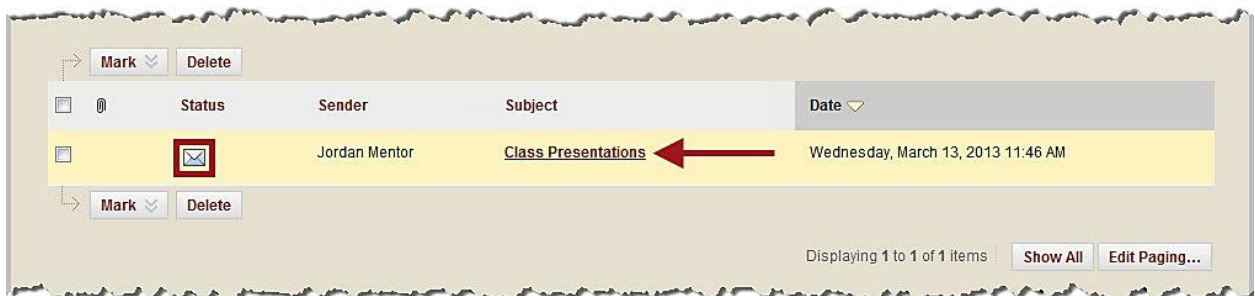 Mark Delete
Status Sender Subject Date
Jordan Mentor Class Presentations Wednesday, March 13, 2013 11:46 AM
Mark Delete
Displaying 1 to 1 of 1 items Show All Edit Paging...